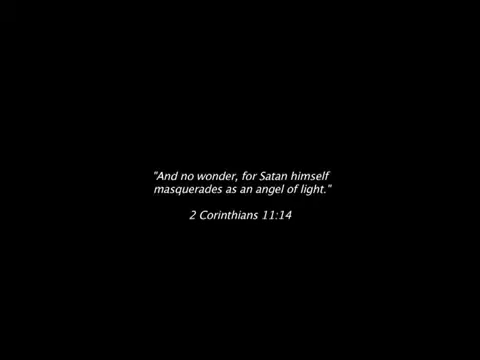 "And no wonder, for Satan himself
masquerades as an angel of light."
2 Corinthians 11:14